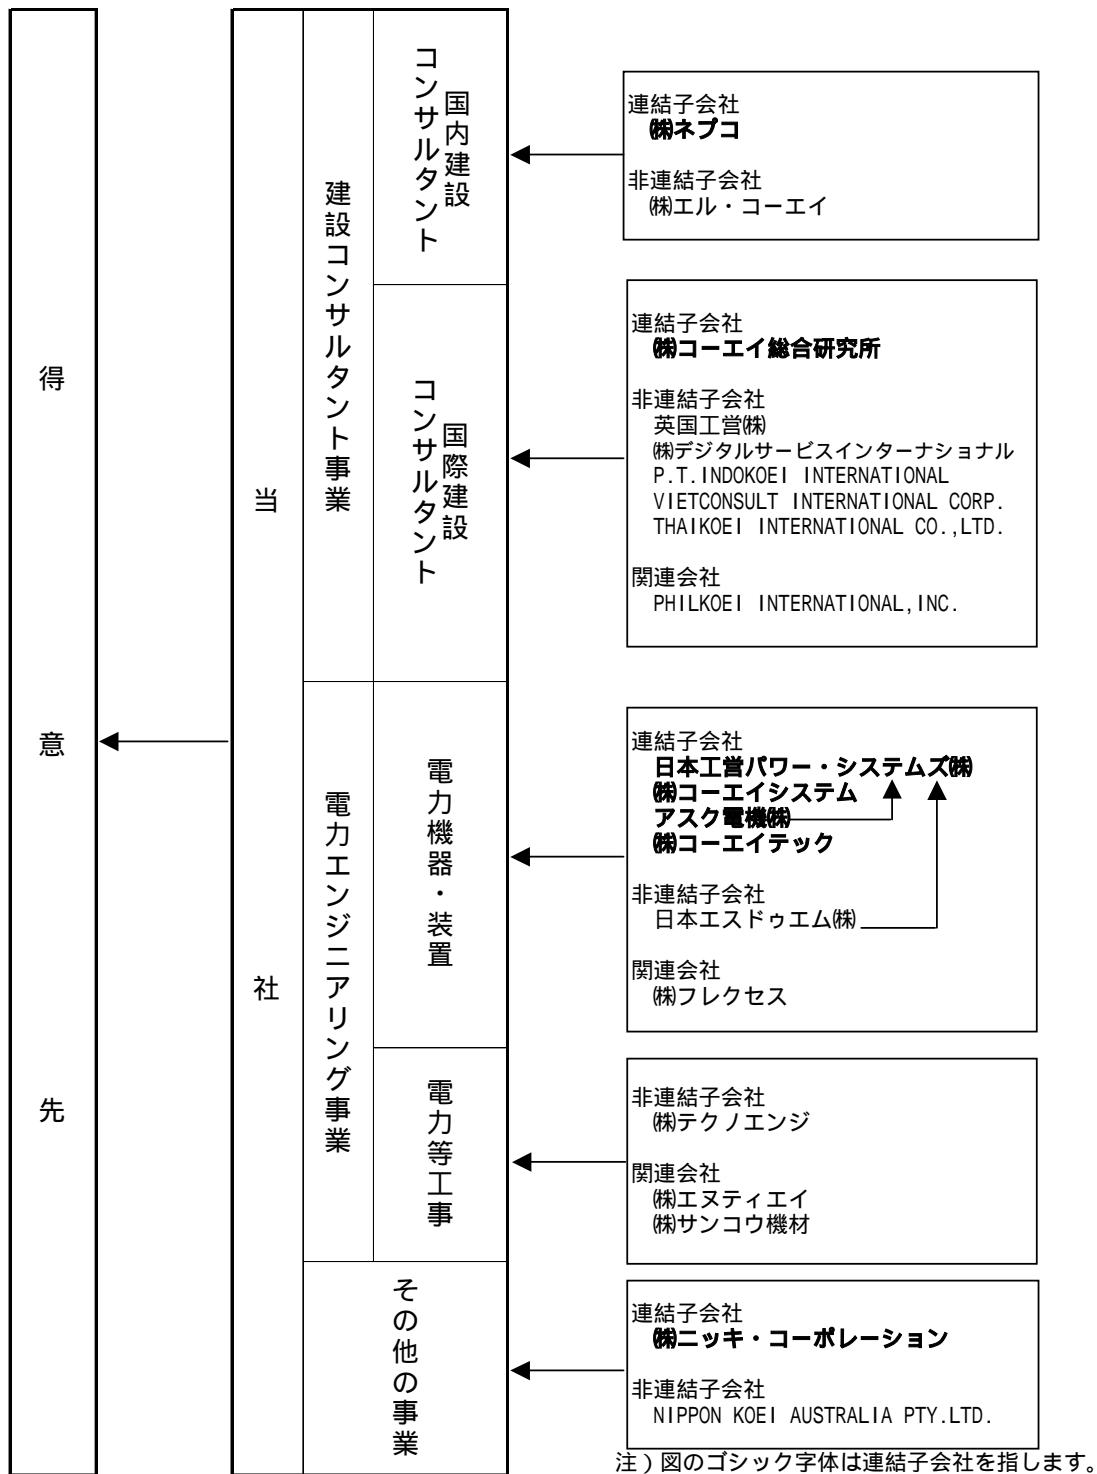 得意先
当社
建設コンサルタント事業
国内建設
コンサルタント
連結子会社
㈱ネプコ
非連結子会社
㈱エル・コーエイ
国際建設
コンサルタント
連結子会社
㈱コーエイ総合研究所
非連結子会社
英国工営㈱
㈱デジタルサービスインターナショナル
P.T.INDOKOEI INTERNATIONAL
VIETCONSULT INTERNATIONAL CORP.
THAIKOEI INTERNATIONAL CO.,LTD.
関連会社
PHILKOEI INTERNATIONAL,INC.
電力エンジニアリング事業
電力機器・装置
連結子会社
日本工営パワー・システムズ㈱
㈱コーエイシステム
アスク電機㈱
㈱コーエイテック
非連結子会社
日本エスドゥエム㈱
関連会社
㈱フレクセス
電力等工事
非連結子会社
㈱テクノエンジ
関連会社
㈱エヌティエイ
㈱サンコウ機材
その他の事業
連結子会社
㈱ニッキ・コーポレーション
非連結子会社
NIPPON KOEI AUSTRALIA PTY.LTD.
注）図のゴシック字体は連結子会社を指します。